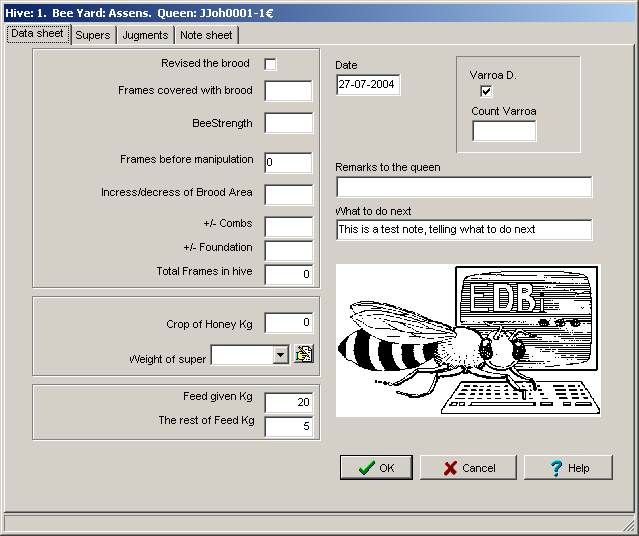 Hive: 1. Bee Yard: Assens. Queen: JJoh0001-1€
Data sheet
Supers
Jugments
Note sheet
Revised the brood
Frames covered with brood
BeeStrength
Frames before manipulation 0
Incress/decress of Brood Area
+/- Combs
+/- Foundation
Total Frames in hive 0
Crop of Honey Kg 0
Weight of super
Feed given Kg 20
The rest of Feed Kg 5
Date
27-07-2004
Varroa D.
Count Varroa
Remarks to the queen
What to do next
This is a test note, telling what to do next
EDBi
OK
Cancel
? Help